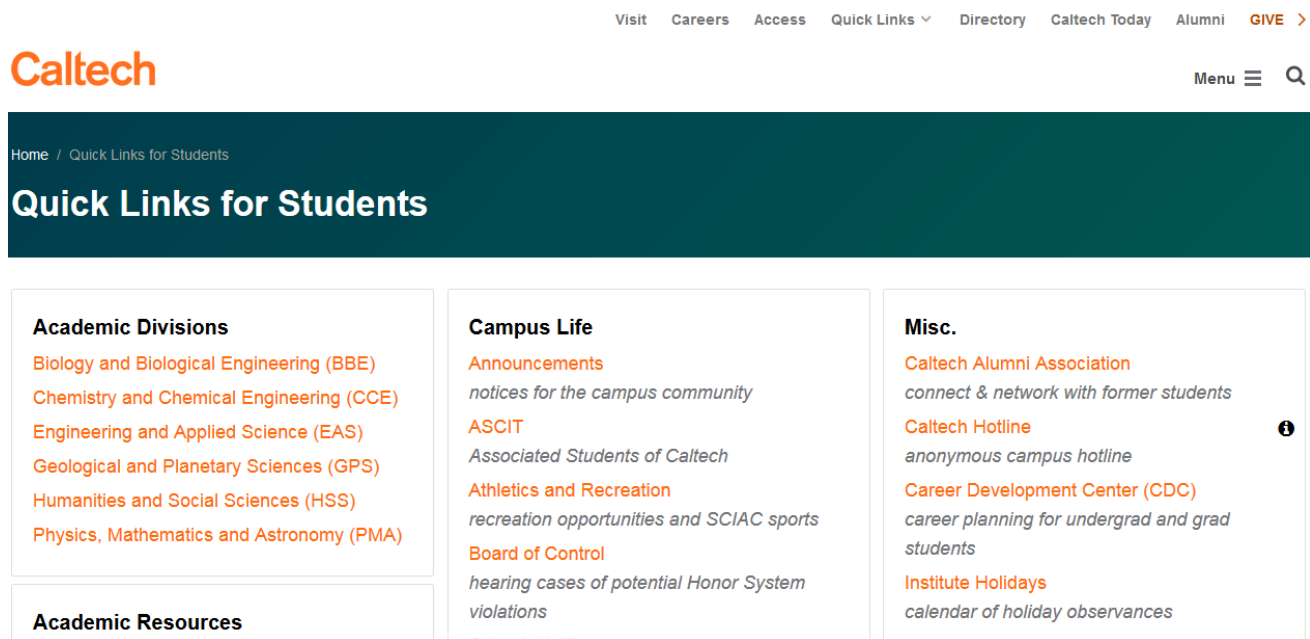 Visit Careers Access Quick Links Directory Caltech Today Alumni GIVE
Caltech
Menu
Home / Quick Links for Students
Quick Links for Students
Academic Divisions
Biology and Biological Engineering (BBE)
Chemistry and Chemical Engineering (CCE)
Engineering and Applied Science (EAS)
Geological and Planetary Sciences (GPS)
Humanities and Social Sciences (HSS)
Physics, Mathematics and Astronomy (PMA)
Academic Resources
Campus Life
Announcements
notices for the campus community
ASCIT
Associated Students of Caltech
Athletics and Recreation
recreation opportunities and SCIAC sports
Board of Control
hearing cases of potential Honor System
violations
Misc.
Caltech Alumni Association
connect & network with former students
Caltech Hotline
anonymous campus hotline
Career Development Center (CDC)
career planning for undergrad and grad
students
Institute Holidays
calendar of holiday observances